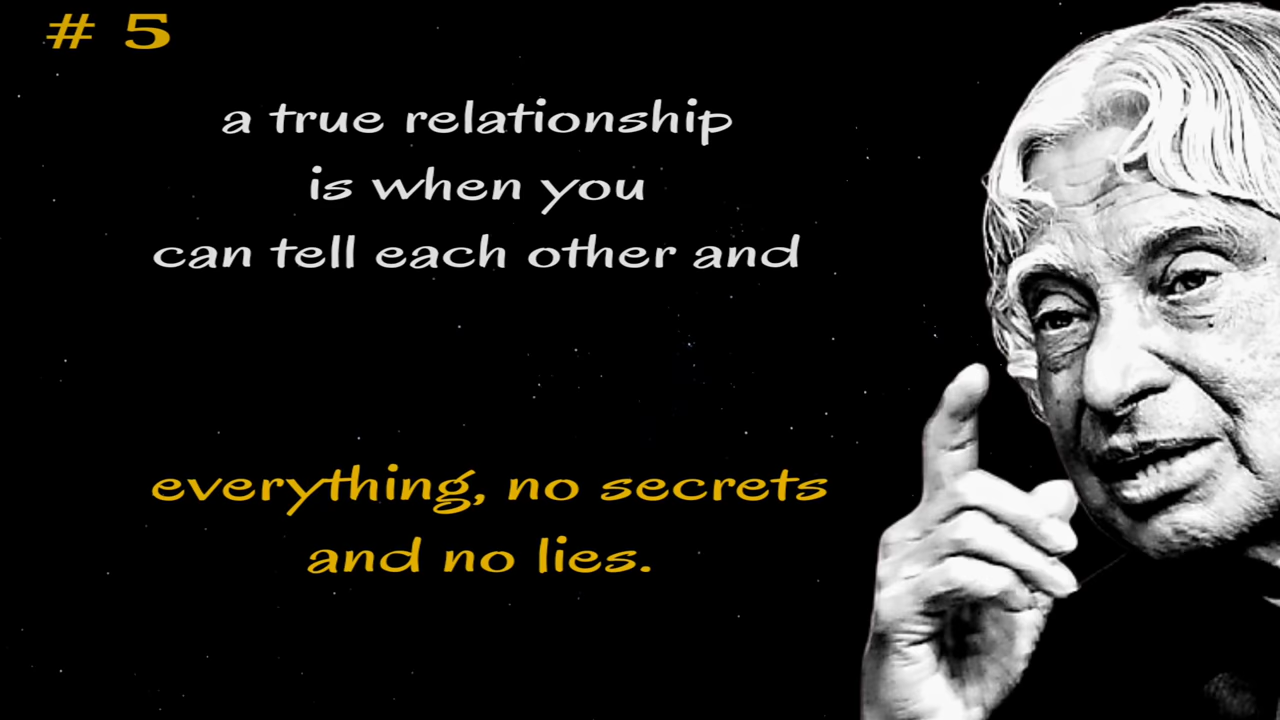 # 5
a true relationship
is when you
can tell each other and
everything, no secrets
and no lies.